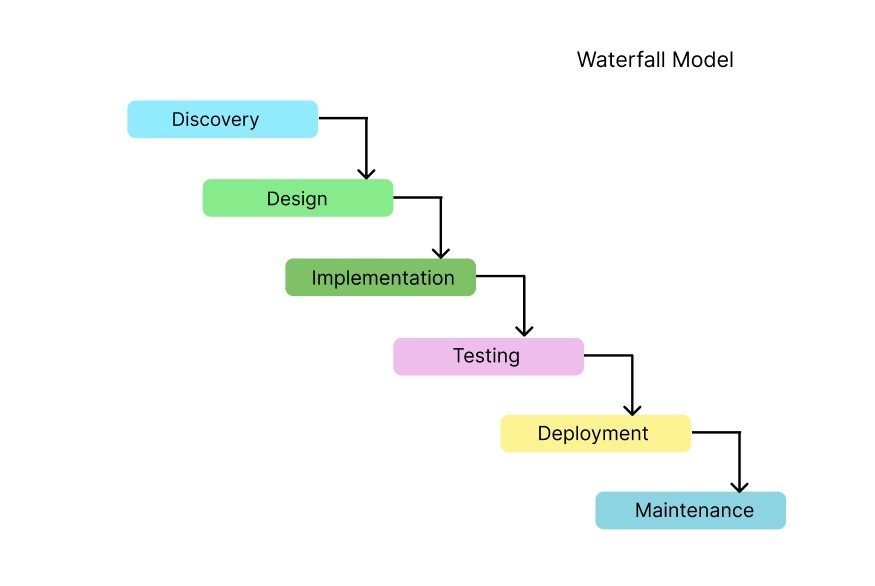 Waterfall Model
Discovery
Design
Implementation
Testing
Deployment
Maintenance